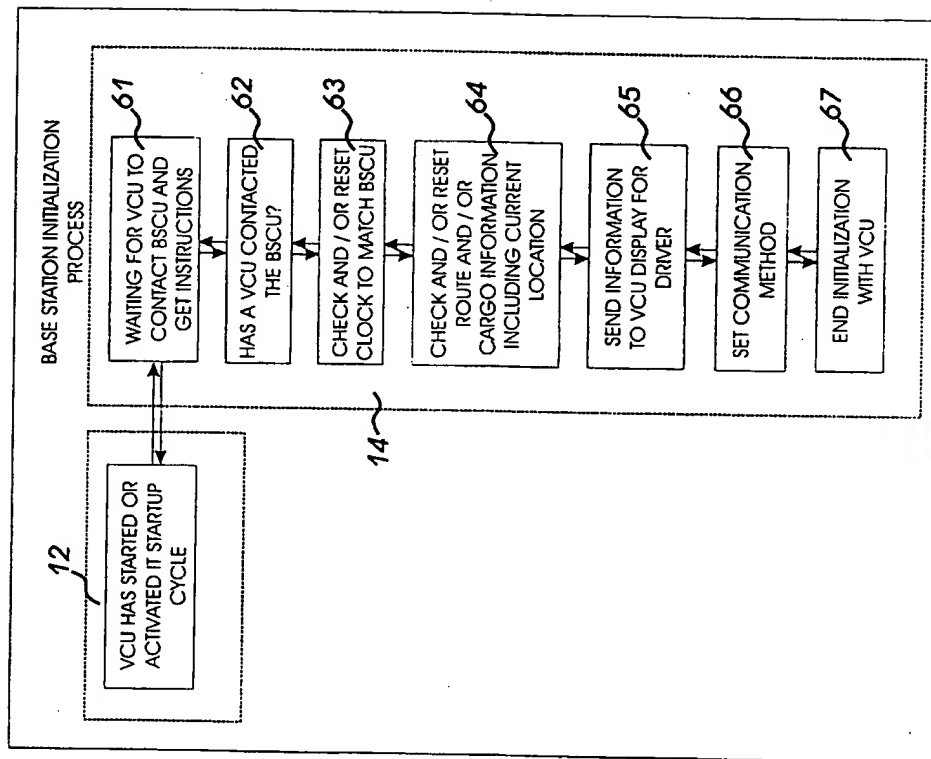 BASE STATION INITIALIZATION
PROCESS
12
VCU HAS STARTED OR
ACTIVATED IT STARTUP
CYCLE
14
61
WAITING FOR VCU TO
CONTACT BSCU AND
GET INSTRUCTIONS
62
HAS A VCU CONTACTED
THE BSCU?
63
CHECK AND / OR RESET
CLOCK TO MATCH BSCU
64
CHECK AND / OR RESET
ROUTE AND / OR
CARGO INFORMATION
INCLUDING CURRENT
LOCATION
65
SEND INFORMATION
TO VCU DISPLAY FOR
DRIVER
66
SET COMMUNICATION
METHOD
67
END INITIALIZATION
WITH VCU